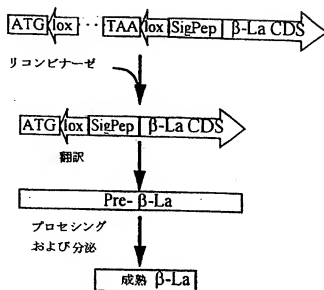 ATG lox ··· TAA lox SigPep β-La CDS
リコンビナーゼ
ATG lox SigPep β-La CDS
翻訳
Pre- β-La
プロセシング
および分泌
成熟 β-La